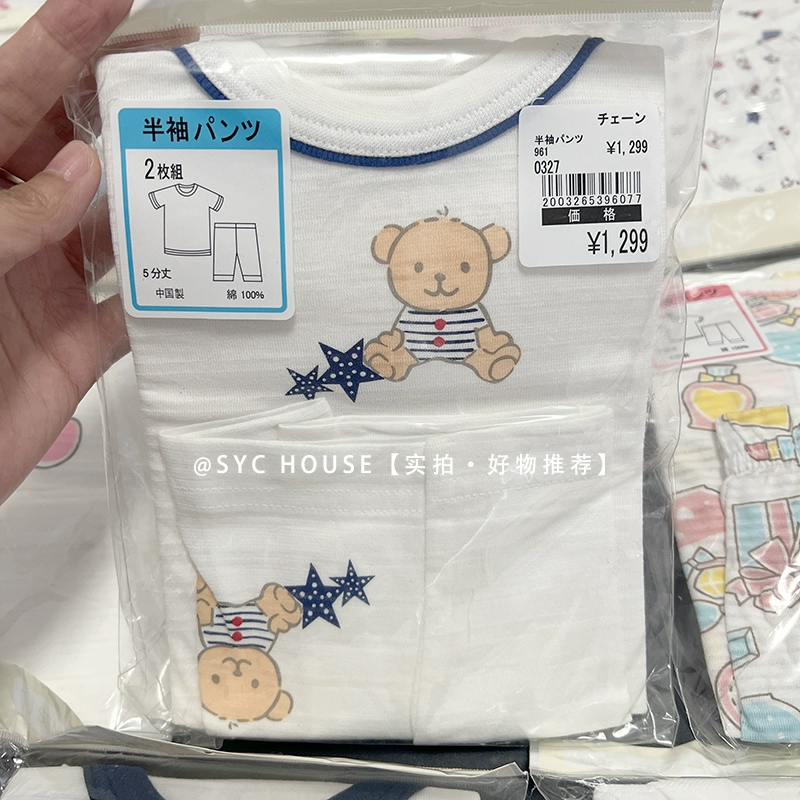 半袖パンツ
2枚組
5分丈
中国製 綿 100%
チェーン
半袖パンツ
961 ¥1,299
0327
2003265396077
価格
¥1,299
@SYC HOUSE【实拍·好物推荐】